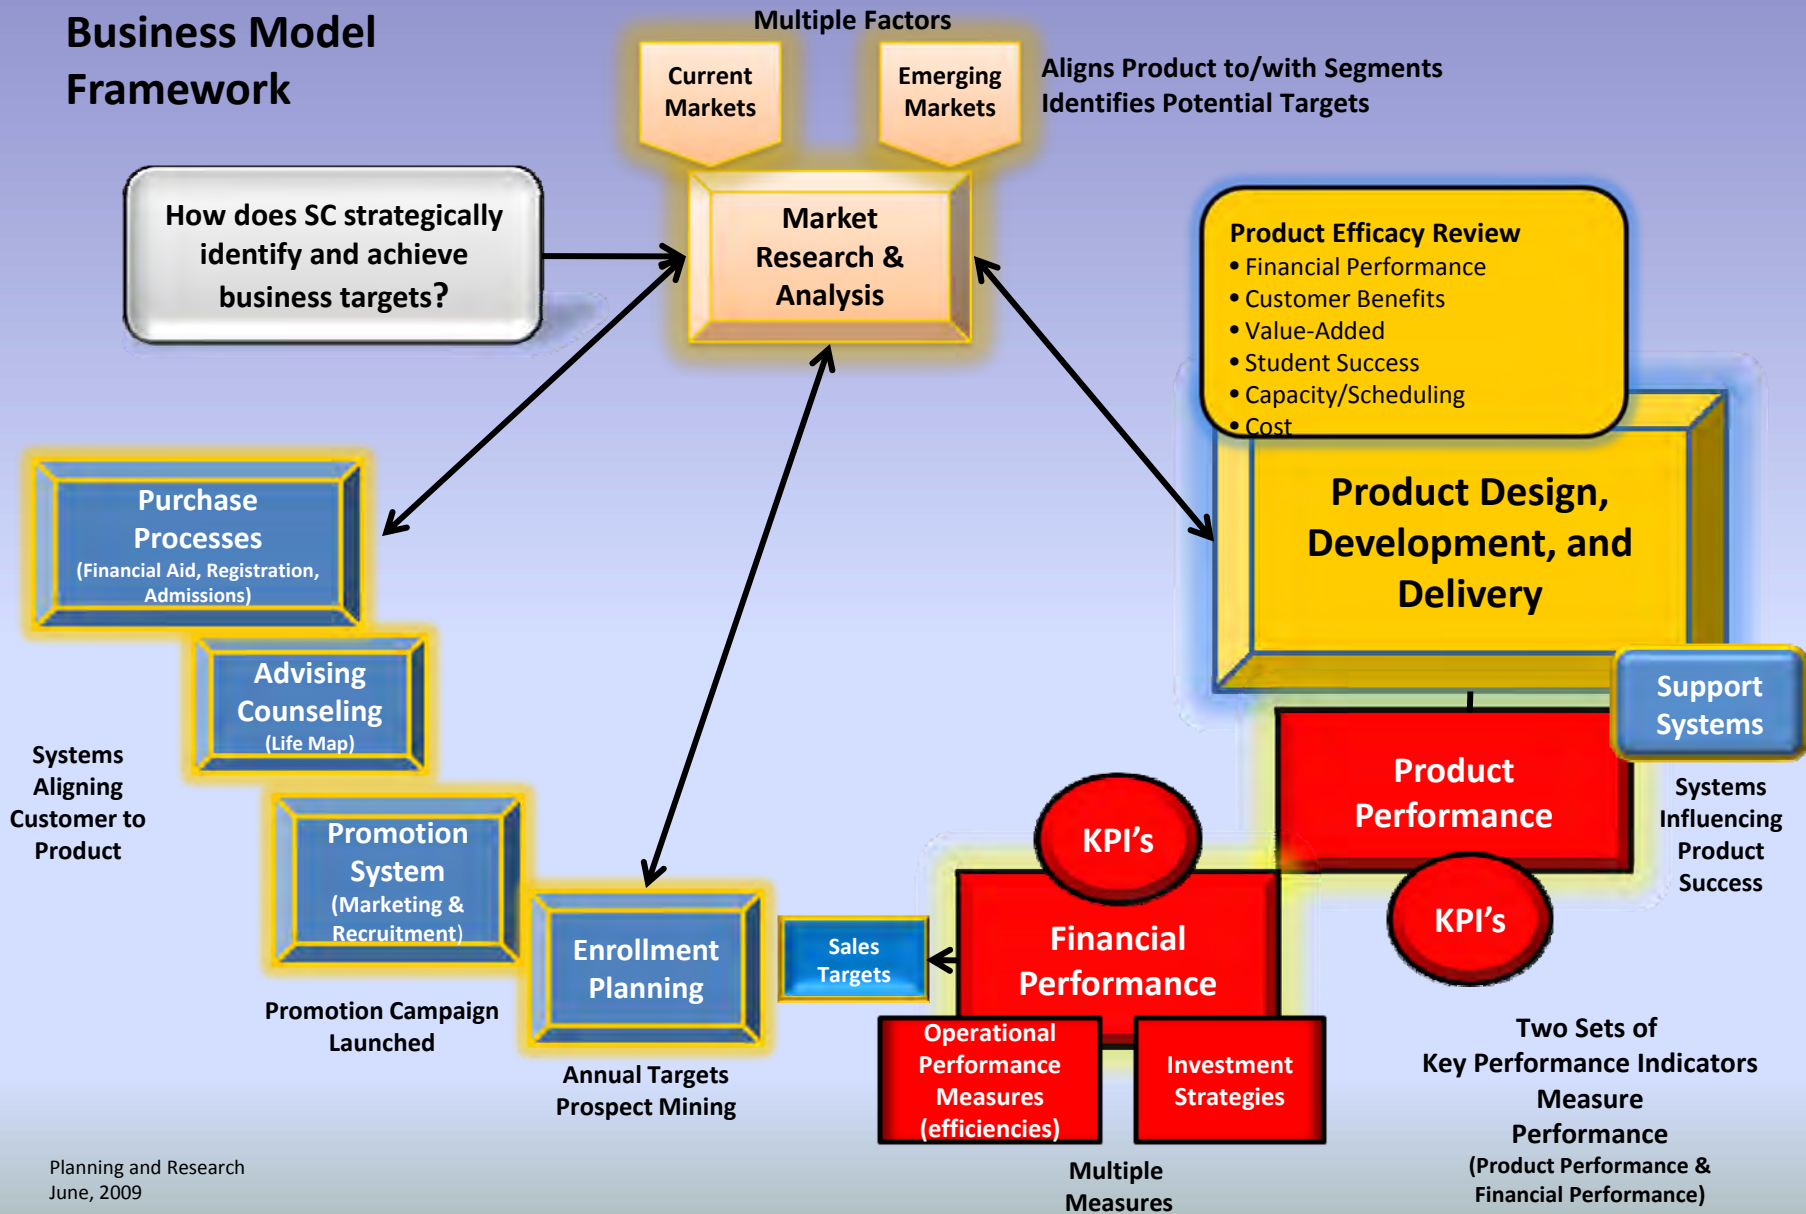 Business Model
Framework
Multiple Factors
Current
Markets
Emerging
Markets
Aligns Product to/with Segments
Identifies Potential Targets
How does SC strategically
identify and achieve
business targets?
Market
Research &
Analysis
Product Efficacy Review
• Financial Performance
• Customer Benefits
• Value-Added
• Student Success
• Capacity/Scheduling
• Cost
Product Design,
Development, and
Delivery
Purchase
Processes
(Financial Aid, Registration,
Admissions)
Advising
Counseling
(Life Map)
Systems
Aligning
Customer to
Product
Promotion
System
(Marketing &
Recruitment)
Promotion Campaign
Launched
Enrollment
Planning
Annual Targets
Prospect Mining
Sales
Targets
KPI's
Financial
Performance
Operational
Performance
Measures
(efficiencies)
Investment
Strategies
Multiple
Measures
Support
Systems
Product
Performance
KPI's
Systems
Influencing
Product
Success
Two Sets of
Key Performance Indicators
Measure
Performance
(Product Performance &
Financial Performance)
Planning and Research
June, 2009